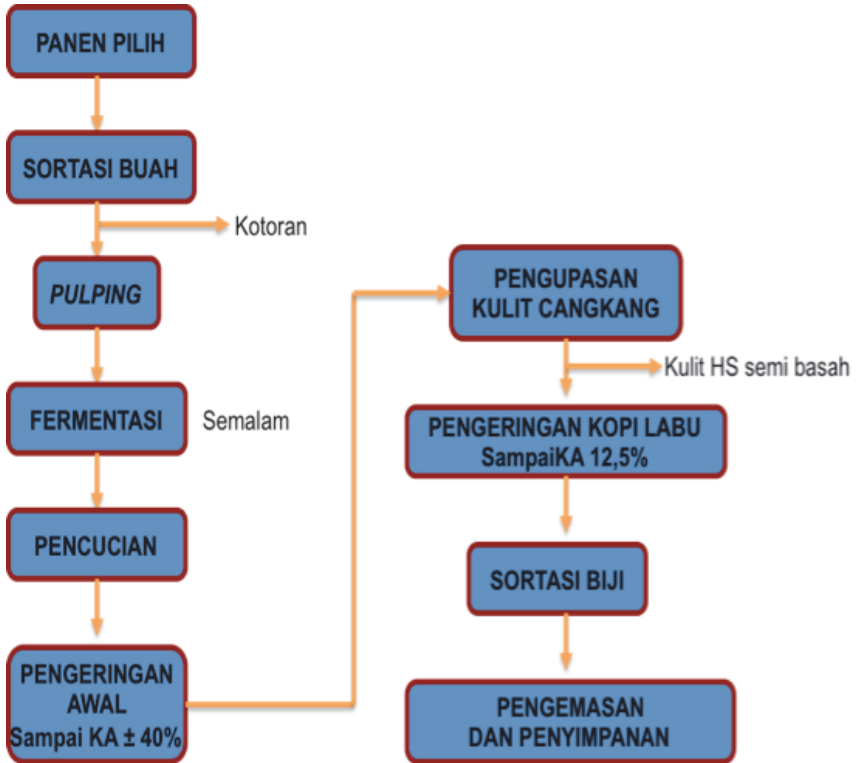 PANEN PILIH
SORTASI BUAH
Kotoran
PULPING
FERMENTASI
Semalam
PENCUCIAN
PENGERINGAN
AWAL
Sampai KA ± 40%
PENGUPASAN
KULIT CANGKANG
Kulit HS semi basah
PENGERINGAN KOPI LABU
SampaiKA 12,5%
SORTASI BIJI
PENGEMASAN
DAN PENYIMPANAN